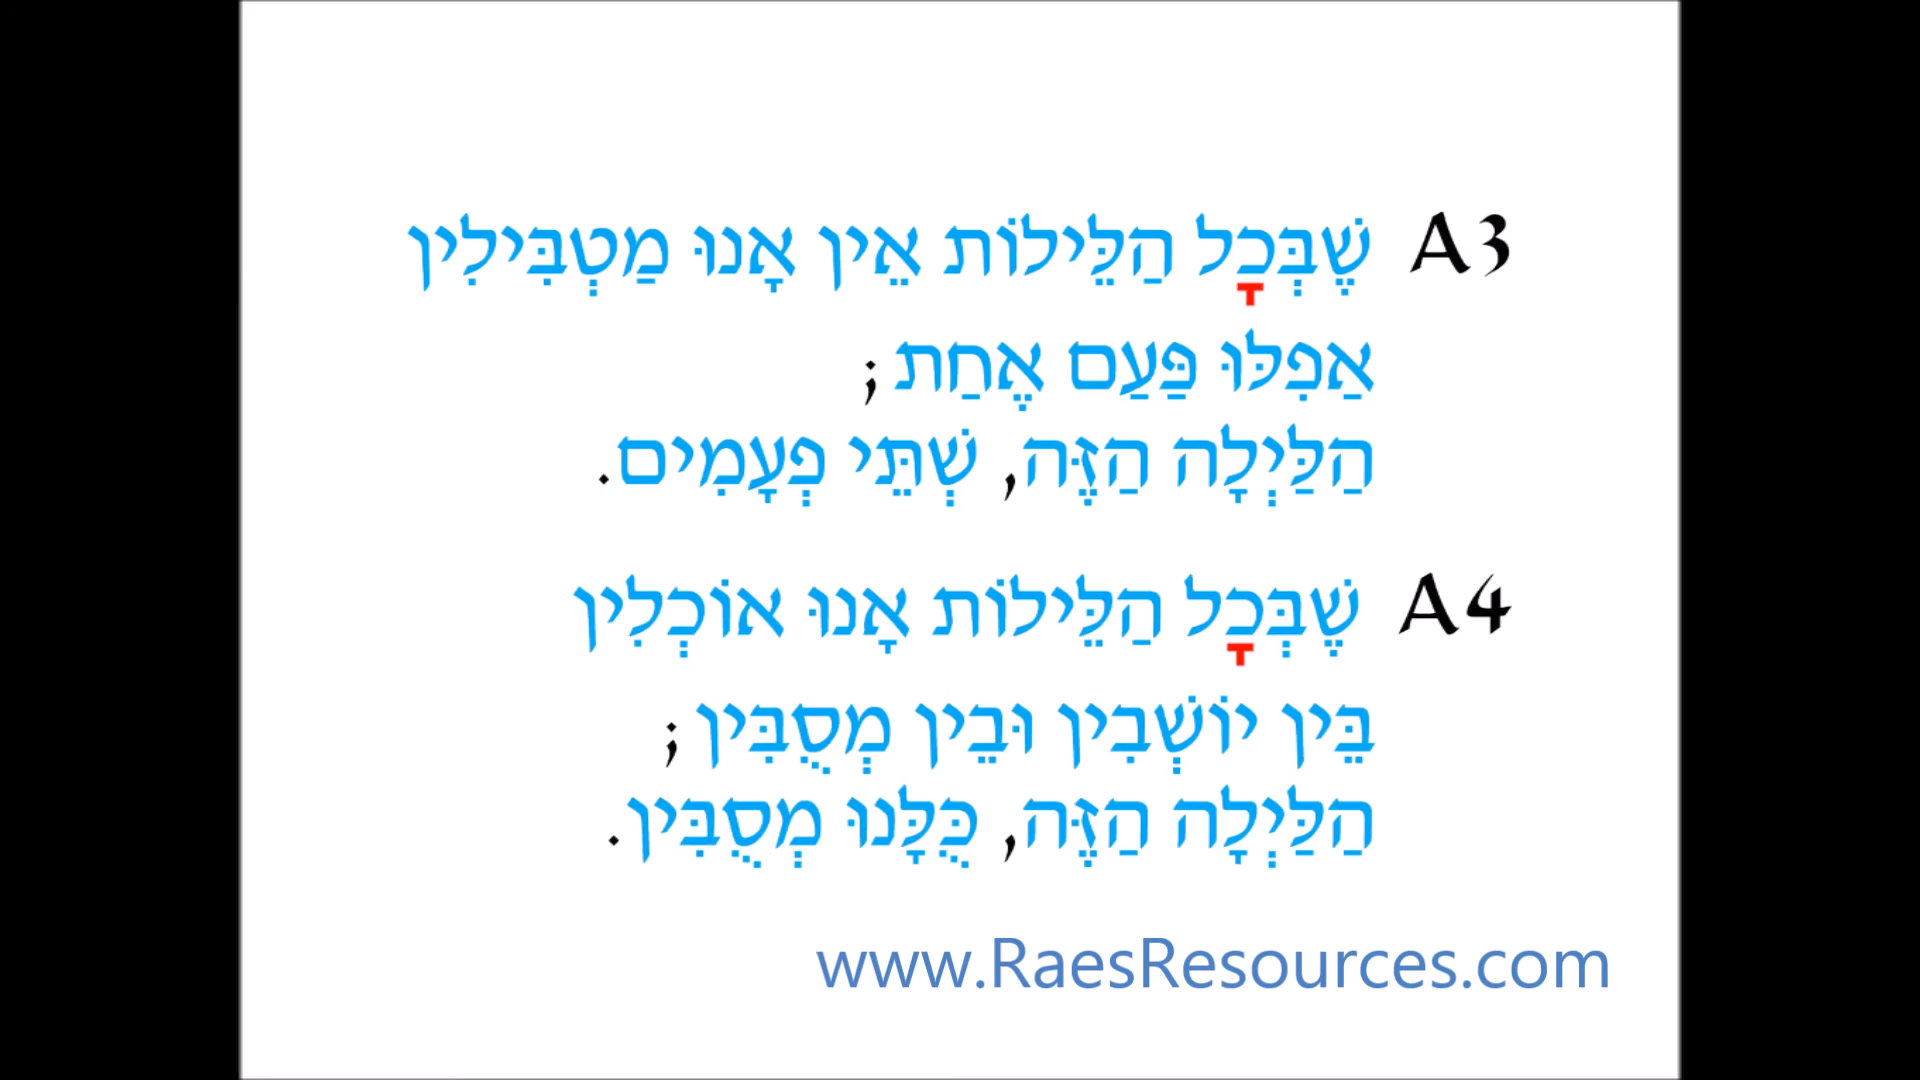 A3 שֶׁבְּכָל הַלֵּילוֹת אֵין אָנוּ מַטְבִּילִין
אַפִלּוּ פַּעַם אֶחַת ;
הַלַּיְלָה הַזֶּה, שְׁתֵּי פְעָמִים.
A4 שֶׁבְּכָל הַלֵּילוֹת אָנוּ אוֹכְלִין
בֵּין יוֹשְׁבִין וּבֵין מְסֻבִּין ;
הַלַּיְלָה הַזֶּה, כֻּלָּנוּ מְסֻבִּין.
www.RaesResources.com